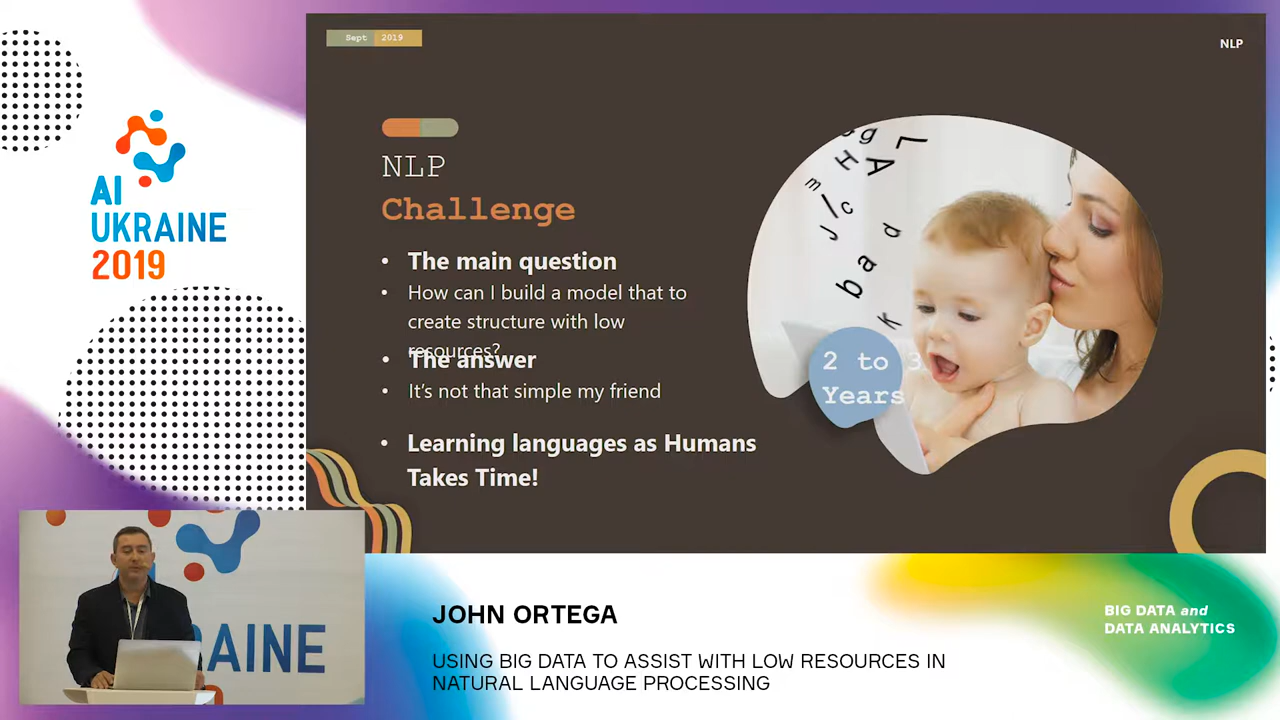 Sept 2019
NLP
AI
UKRAINE
2019
NLP
Challenge
• The main question
• How can I build a model that to
create structure with low
resources?
• The answer
• It's not that simple my friend
• Learning languages as Humans
Takes Time!
g L
H A
m J / c
d
b a
K
2 to 3
Years
RAINE
JOHN ORTEGA
USING BIG DATA TO ASSIST WITH LOW RESOURCES IN
NATURAL LANGUAGE PROCESSING
BIG DATA and
DATA ANALYTICS